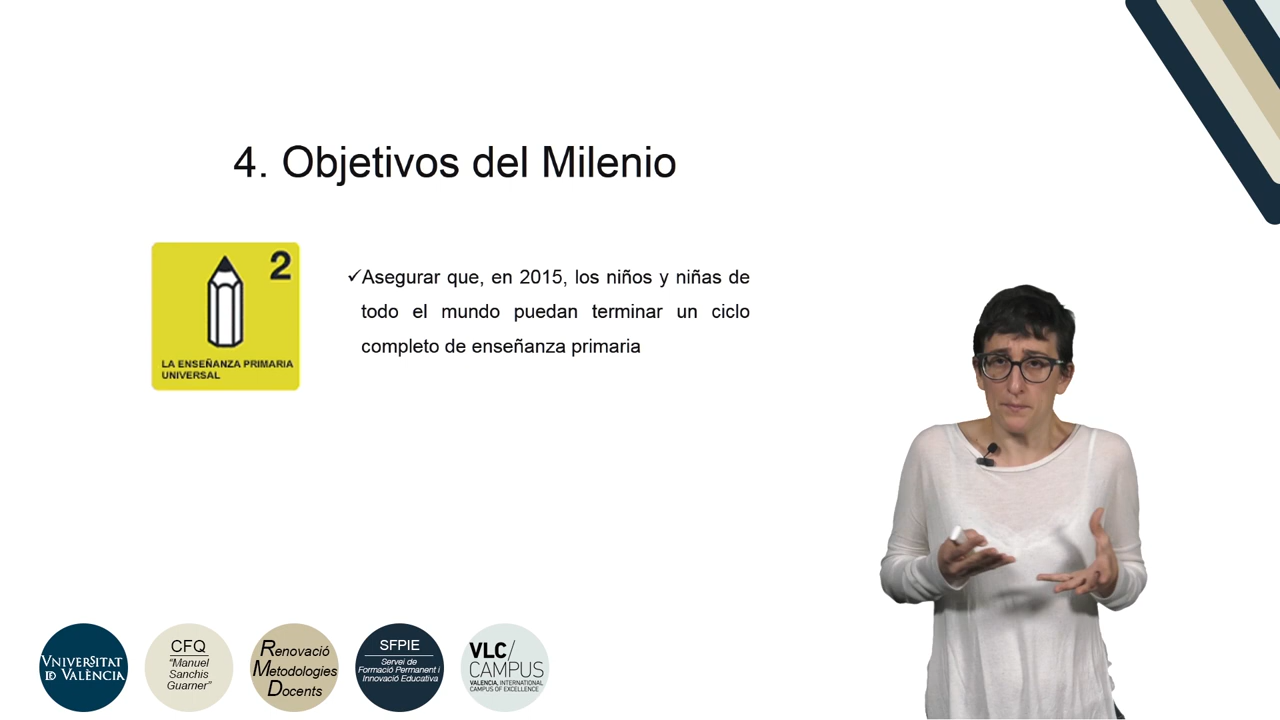 4. Objetivos del Milenio
2
LA ENSEÑANZA PRIMARIA
UNIVERSAL
✓Asegurar que, en 2015, los niños y niñas de
todo el mundo puedan terminar un ciclo
completo de enseñanza primaria
VNIVERSITAT
ID VALÈNCIA
CFQ
"Manuel
Sanchis
Guarner"
Renovació
Metodologies
Docents
SFPIE
Servei de
Formació Permanent i
Innovació Educativa
VLC/
CAMPUS
VALENCIA, INTERNATIONAL
CAMPUS OF EXCELLENCE